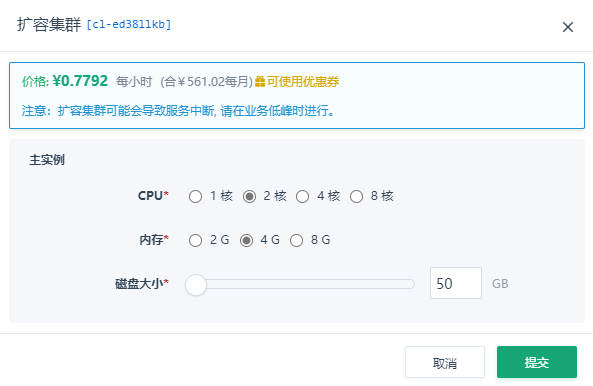 扩容集群 [cl-ed38llkb]
价格: ¥0.7792 每小时 (合￥561.02每月) 可使用优惠券
注意：扩容集群可能会导致服务中断, 请在业务低峰时进行。
主实例
CPU* 1 核 2 核 4 核 8 核
内存* 2 G 4 G 8 G
磁盘大小* 50 GB
取消 提交